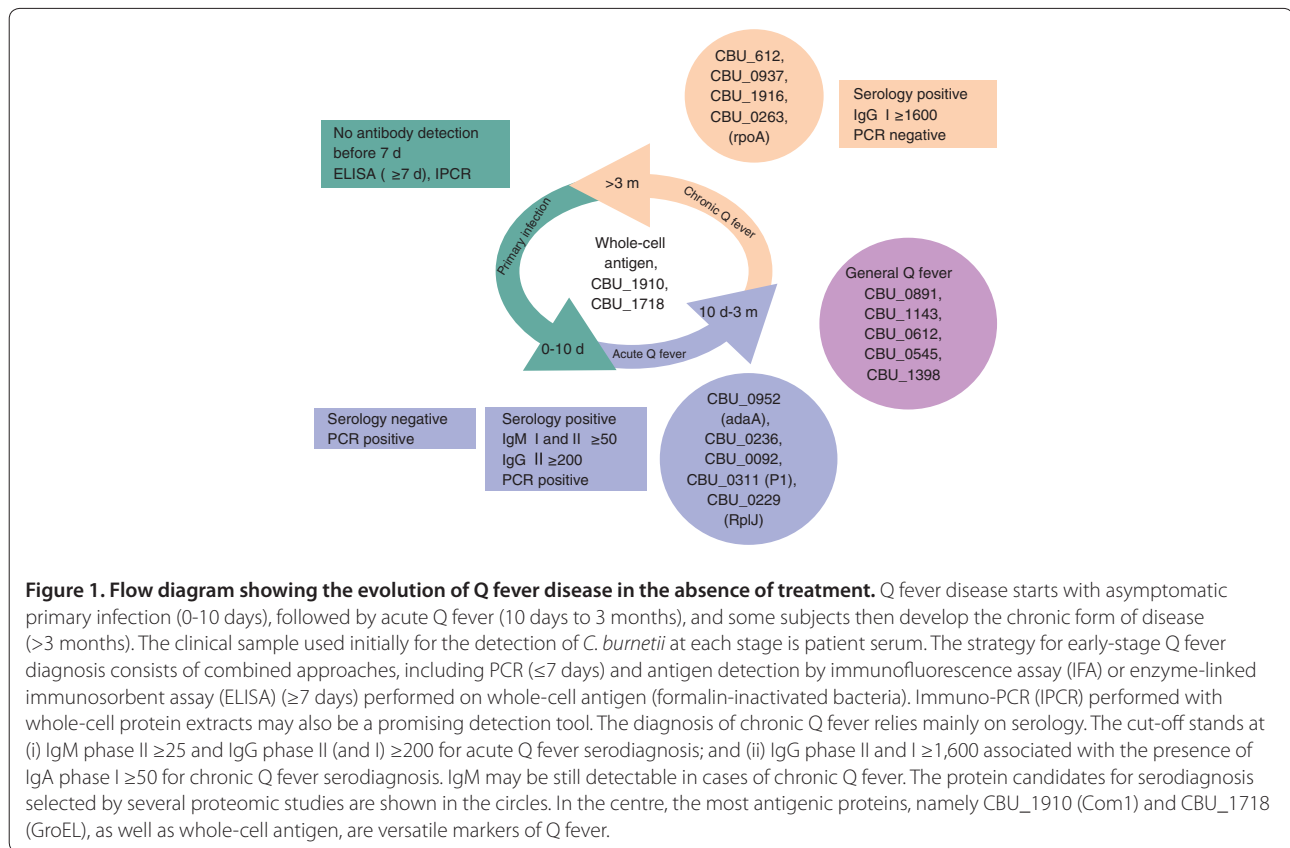 CBU_612,
CBU_0937,
CBU_1916,
CBU_0263,
(rpoA)
Serology positive
IgG I ≥1600
PCR negative
No antibody detection
before 7 d
ELISA ( ≥7 d), IPCR
>3 m
Chronic Q fever
Primary infection
Whole-cell
antigen,
CBU_1910,
CBU_1718
General Q fever
CBU_0891,
CBU_1143,
CBU_0612,
CBU_0545,
CBU_1398
10 d-3 m
0-10 d
Acute Q fever
Serology negative
PCR positive
Serology positive
IgM I and II ≥50
IgG II ≥200
PCR positive
CBU_0952
(adaA),
CBU_0236,
CBU_0092,
CBU_0311 (P1),
CBU_0229
(RplJ)
Figure 1. Flow diagram showing the evolution of Q fever disease in the absence of treatment. Q fever disease starts with asymptomatic
primary infection (0-10 days), followed by acute Q fever (10 days to 3 months), and some subjects then develop the chronic form of disease
(>3 months). The clinical sample used initially for the detection of C. burnetii at each stage is patient serum. The strategy for early-stage Q fever
diagnosis consists of combined approaches, including PCR (≤7 days) and antigen detection by immunofluorescence assay (IFA) or enzyme-linked
immunosorbent assay (ELISA) (≥7 days) performed on whole-cell antigen (formalin-inactivated bacteria). Immuno-PCR (IPCR) performed with
whole-cell protein extracts may also be a promising detection tool. The diagnosis of chronic Q fever relies mainly on serology. The cut-off stands at
(i) IgM phase II ≥25 and IgG phase II (and I) ≥200 for acute Q fever serodiagnosis; and (ii) IgG phase II and I ≥1,600 associated with the presence of
IgA phase I ≥50 for chronic Q fever serodiagnosis. IgM may be still detectable in cases of chronic Q fever. The protein candidates for serodiagnosis
selected by several proteomic studies are shown in the circles. In the centre, the most antigenic proteins, namely CBU_1910 (Com1) and CBU_1718
(GroEL), as well as whole-cell antigen, are versatile markers of Q fever.